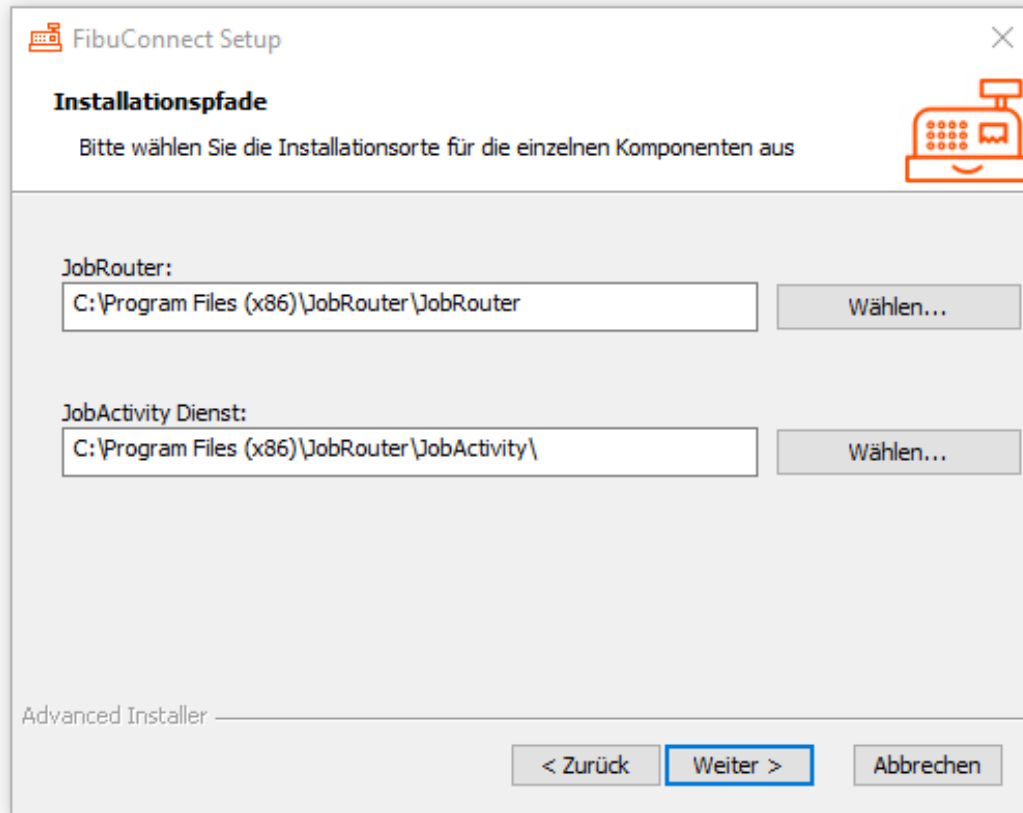 FibuConnect Setup
Installationspfade
Bitte wählen Sie die Installationsorte für die einzelnen Komponenten aus
JobRouter:
C:\Program Files (x86)\JobRouter\JobRouter
Wählen...
JobActivity Dienst:
C:\Program Files (x86)\JobRouter\JobActivity\
Wählen...
Advanced Installer
< Zurück
Weiter >
Abbrechen